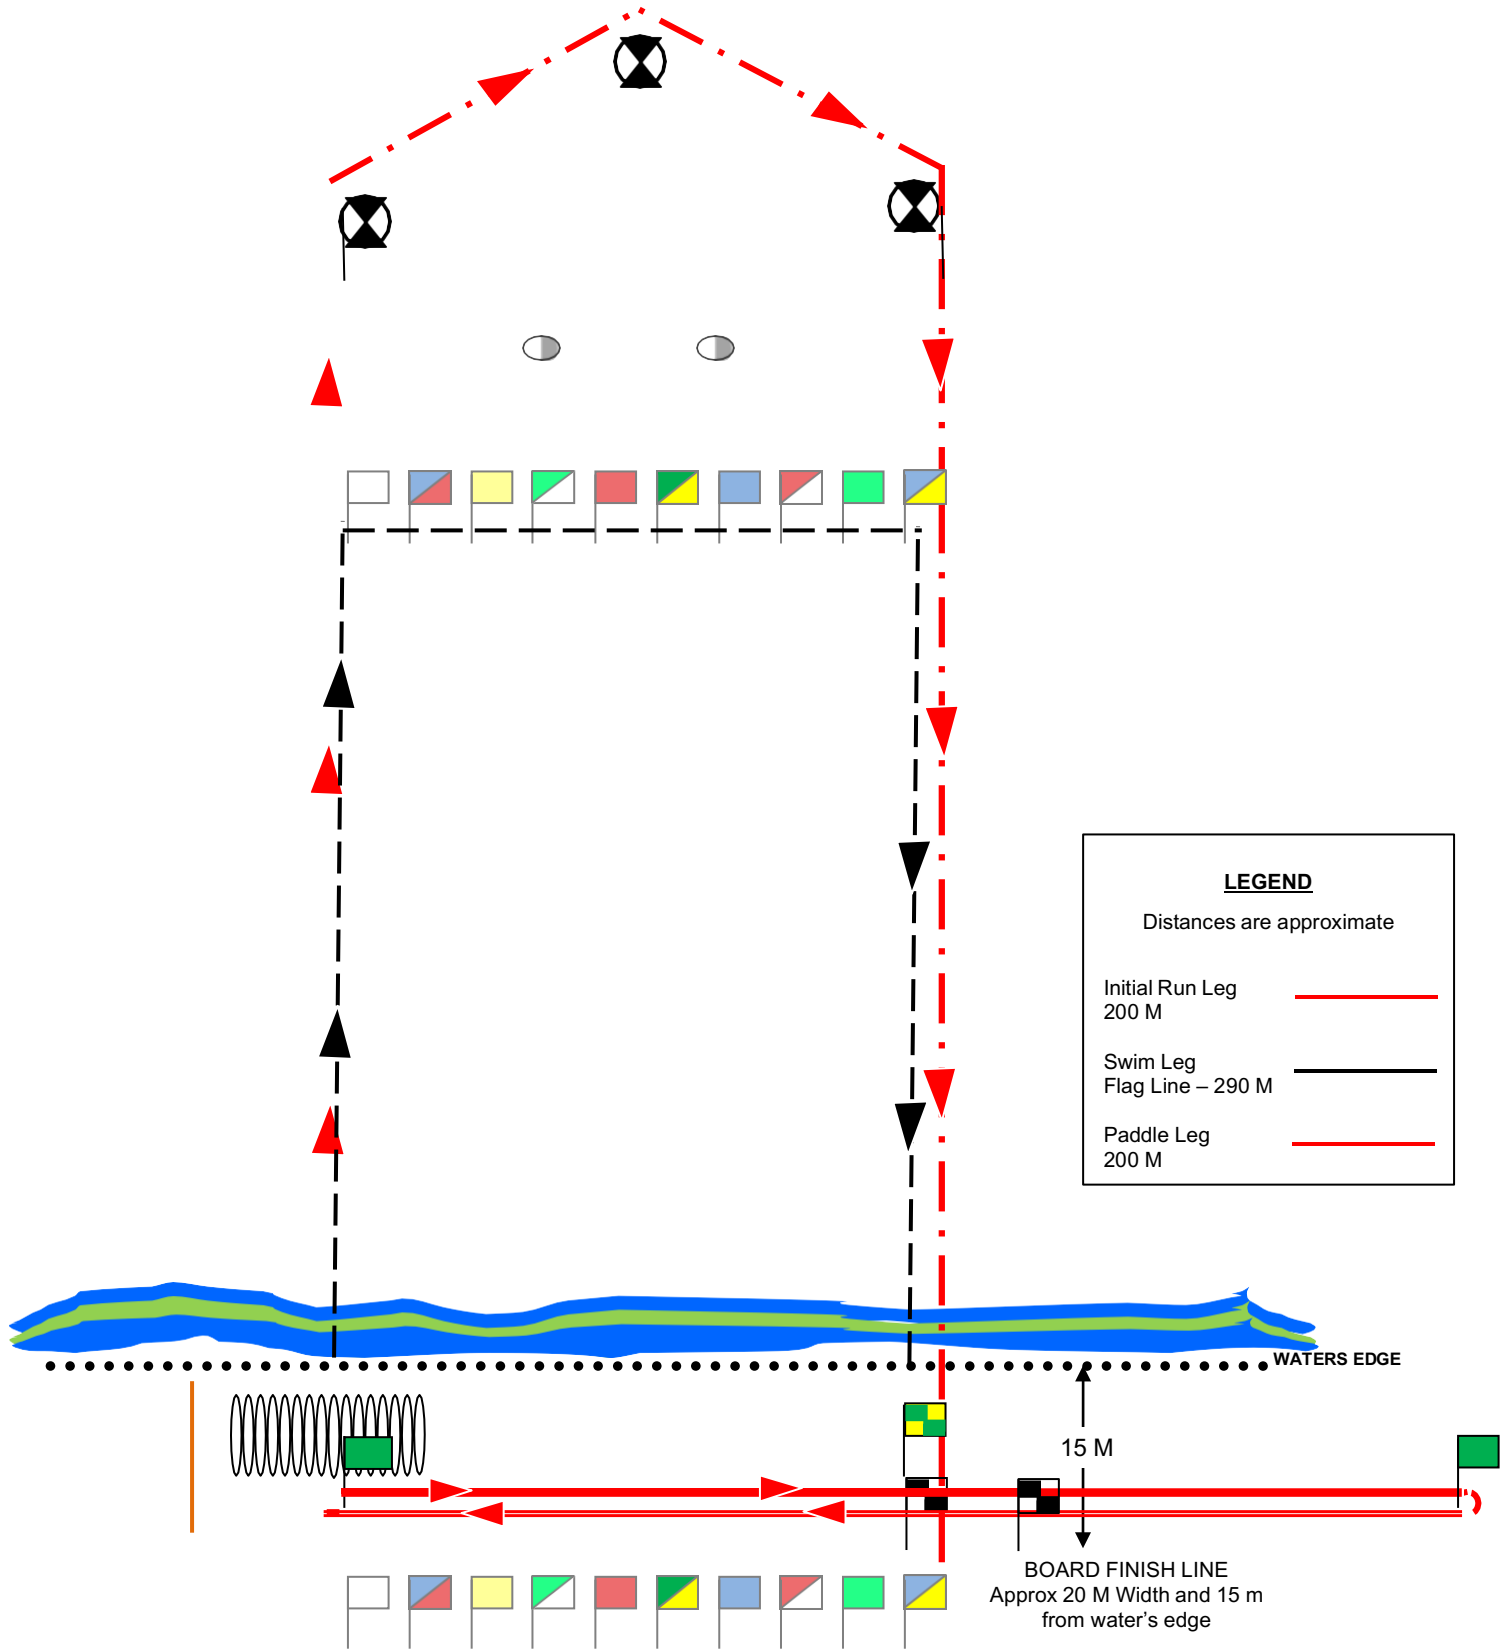 LEGEND
Distances are approximate
Initial Run Leg
200 M
Swim Leg
Flag Line – 290 M
Paddle Leg
200 M
WATERS EDGE
15 M
BOARD FINISH LINE
Approx 20 M Width and 15 m
from water's edge